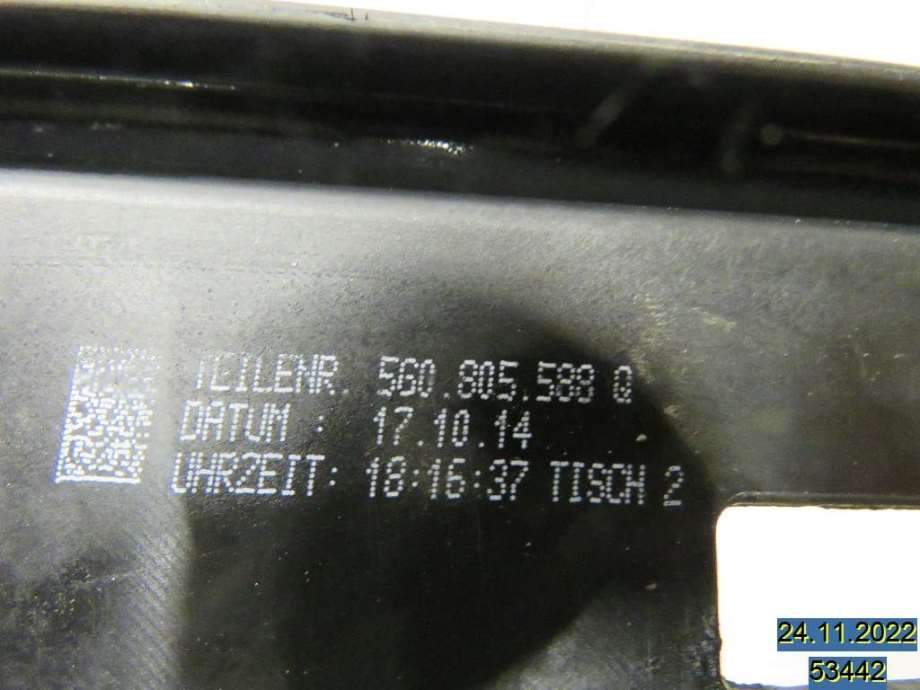 TEILENR. 5G0.805.588 Q
DATUM : 17.10.14
UHRZEIT: 18:16:37 TISCH 2
24.11.2022
53442